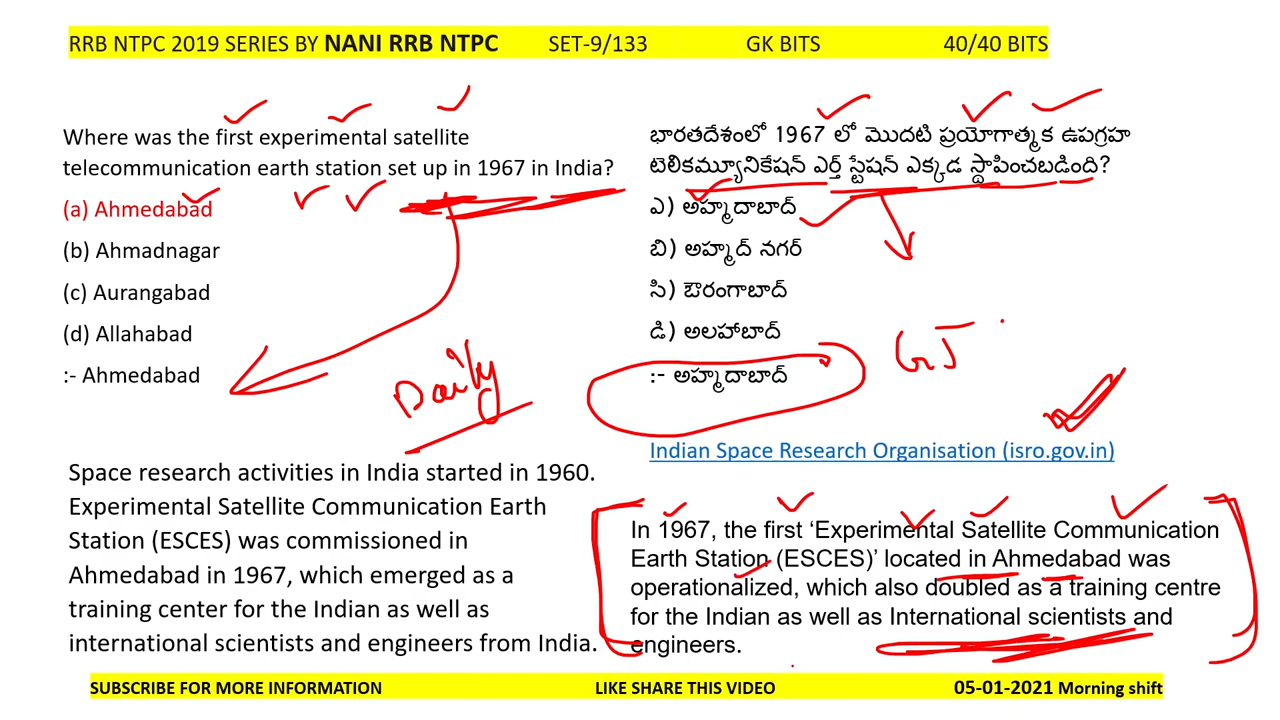 RRB NTPC 2019 SERIES BY NANI RRB NTPC SET-9/133 GK BITS 40/40 BITS
Where was the first experimental satellite
telecommunication earth station set up in 1967 in India?
(a) Ahmedabad
(b) Ahmadnagar
(c) Aurangabad
(d) Allahabad
:- Ahmedabad
Daily
Space research activities in India started in 1960.
Experimental Satellite Communication Earth
Station (ESCES) was commissioned in
Ahmedabad in 1967, which emerged as a
training center for the Indian as well as
international scientists and engineers from India.
భారతదేశంలో 1967 లో మొదటి ప్రయోగాత్మక ఉపగ్రహ
టెలికమ్యూనికేషన్ ఎర్త్ స్టేషన్ ఎక్కడ స్థాపించబడింది?
ఎ) అహ్మదాబాద్
బి) అహ్మద్ నగర్
సి) ఔరంగాబాద్
డి) అలహాబాద్
:- అహ్మదాబాద్
Indian Space Research Organisation (isro.gov.in)
In 1967, the first ‘Experimental Satellite Communication
Earth Station (ESCES)’ located in Ahmedabad was
operationalized, which also doubled as a training centre
for the Indian as well as International scientists and
engineers.
SUBSCRIBE FOR MORE INFORMATION LIKE SHARE THIS VIDEO 05-01-2021 Morning shift